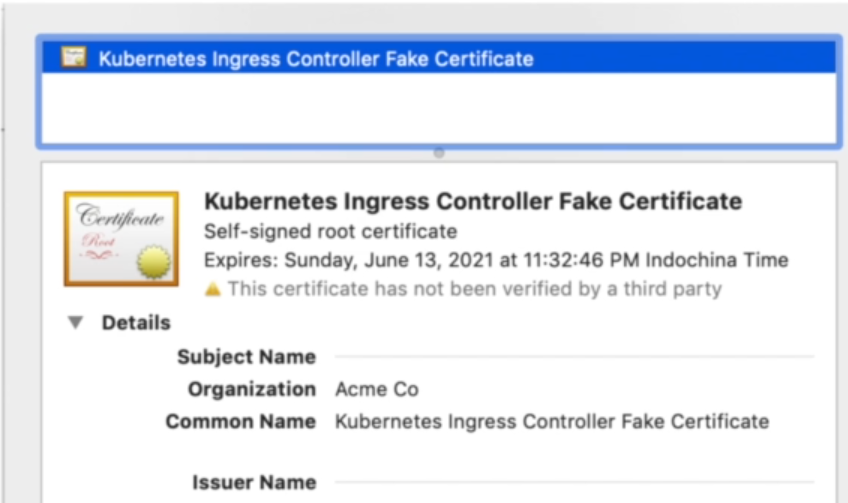 Kubernetes Ingress Controller Fake Certificate
Certificate
Root
Kubernetes Ingress Controller Fake Certificate
Self-signed root certificate
Expires: Sunday, June 13, 2021 at 11:32:46 PM Indochina Time
This certificate has not been verified by a third party
Details
Subject Name
Organization Acme Co
Common Name Kubernetes Ingress Controller Fake Certificate
Issuer Name